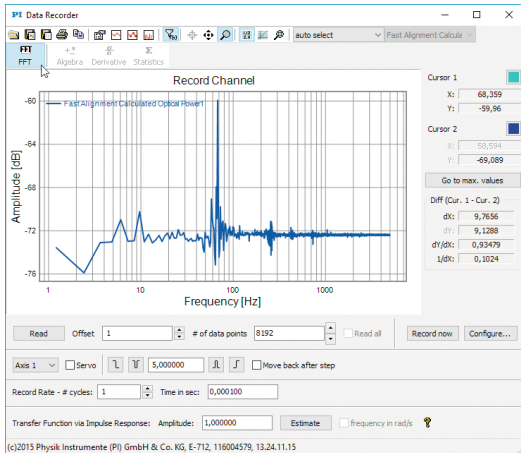 PI Data Recorder
auto select Fast Alignment Calcula
FFT
FFT Algebra Derivative Statistics
Record Channel
Fast Alignment Calculated Optical Power1
Amplitude [dB]
-60
-64
-68
-72
-76
1 10 100 1000
Frequency [Hz]
Cursor 1
X: 68,359
Y: -59,96
Cursor 2
X: 58,594
Y: -69,089
Go to max. values
Diff (Cur. 1 - Cur. 2)
dX: 9,7656
dY: 9,1288
dY/dX: 0,93479
1/dX: 0,1024
Read Offset 1 # of data points 8192 Read all Record now Configure...
Axis 1 Servo 5,000000 Move back after step
Record Rate - # cycles: 1 Time in sec: 0,000100
Transfer Function via Impulse Response: Amplitude: 1,000000 Estimate frequency in rad/s ?
(c)2015 Physik Instrumente (PI) GmbH & Co. KG, E-712, 116004579, 13.24.11.15